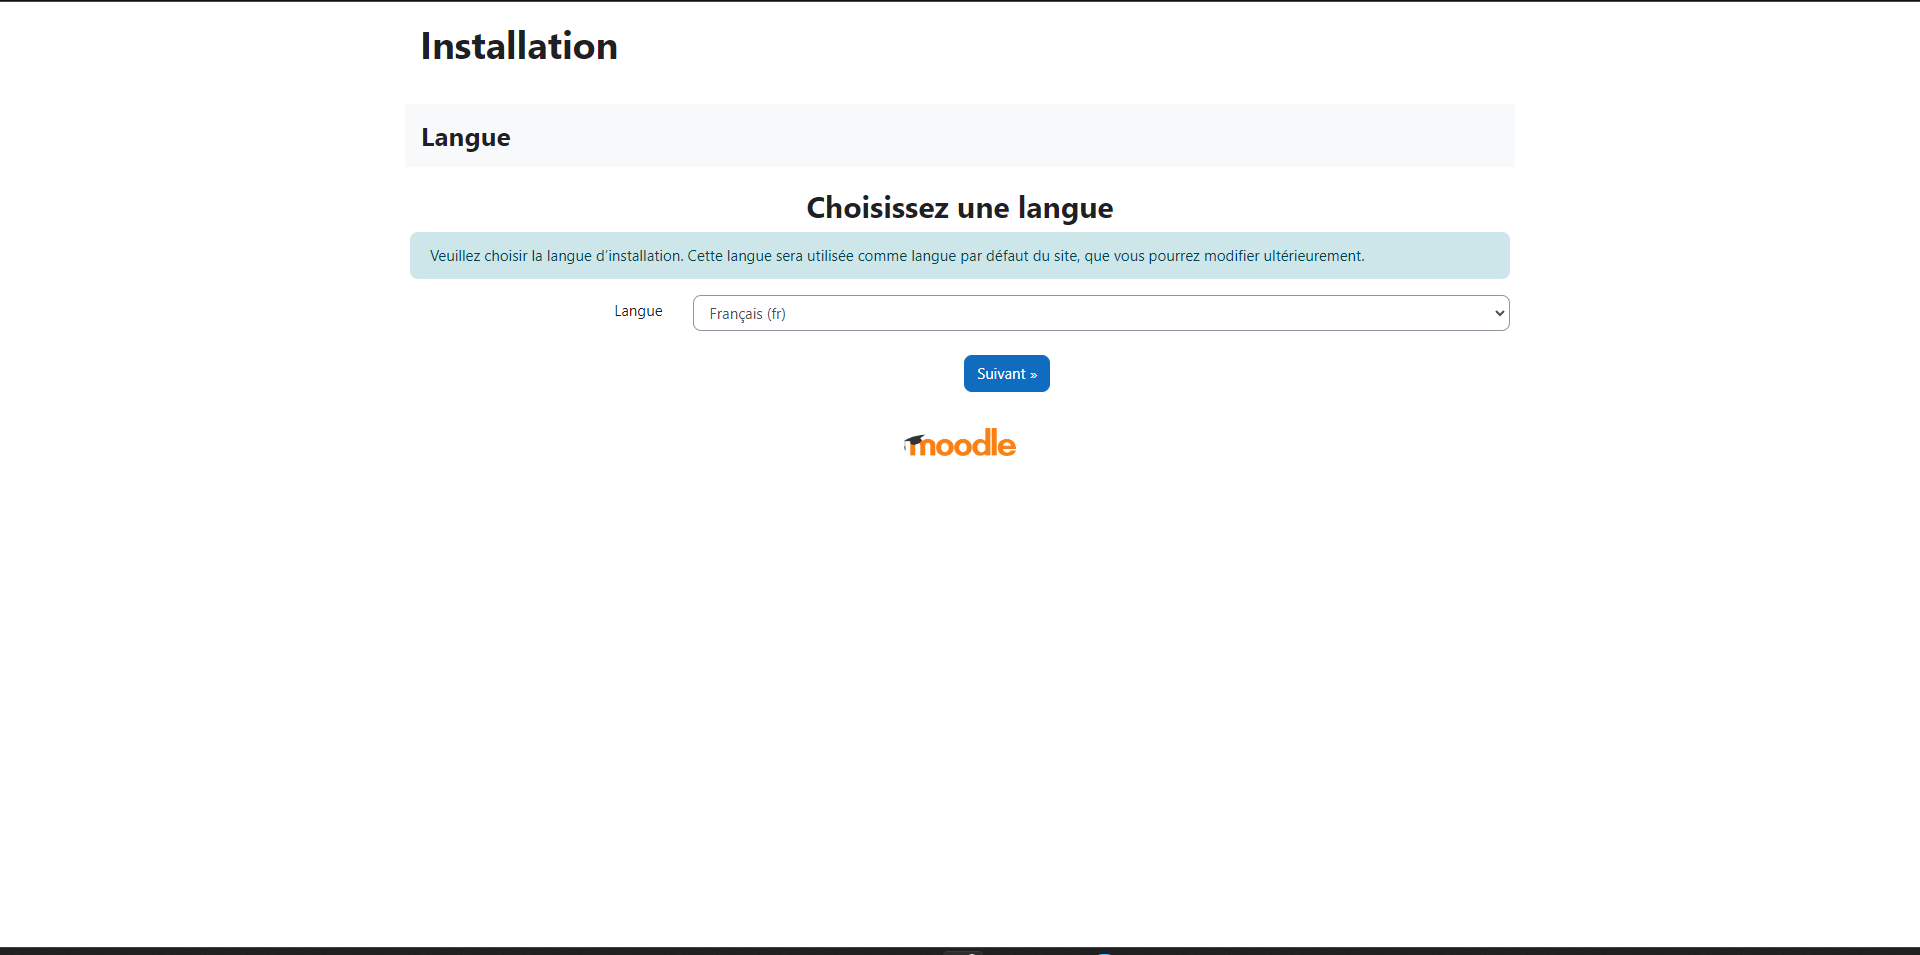 Installation
Langue
Choisissez une langue
Veuillez choisir la langue d’installation. Cette langue sera utilisée comme langue par défaut du site, que vous pourrez modifier ultérieurement.
Langue
Français (fr)
Suivant »
moodle